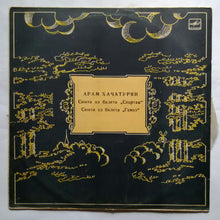 АРАМ ХАЧАТУРЯН
Сюита из балета „Спартак"
Сюита из балета „Гаянэ"